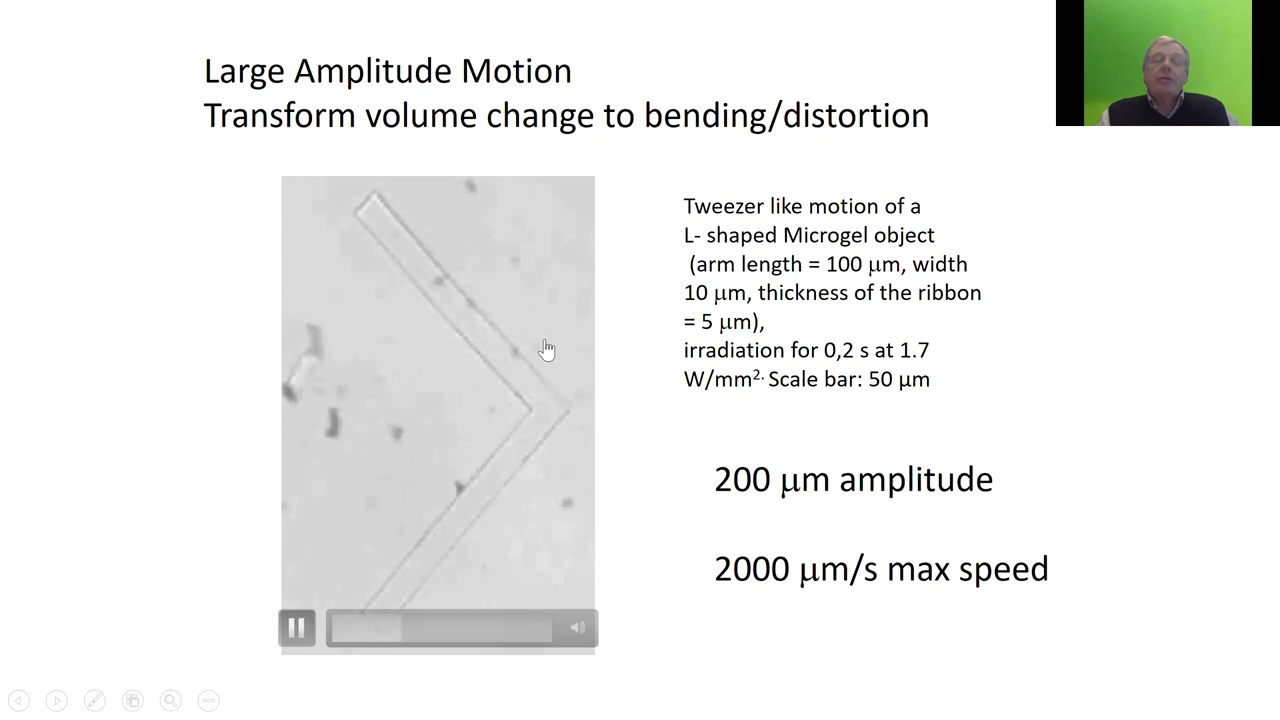 Large Amplitude Motion
Transform volume change to bending/distortion
Tweezer like motion of a
L- shaped Microgel object
(arm length = 100 μm, width
10 μm, thickness of the ribbon
= 5 μm),
irradiation for 0,2 s at 1.7
W/mm²· Scale bar: 50 μm
200 μm amplitude
2000 μm/s max speed